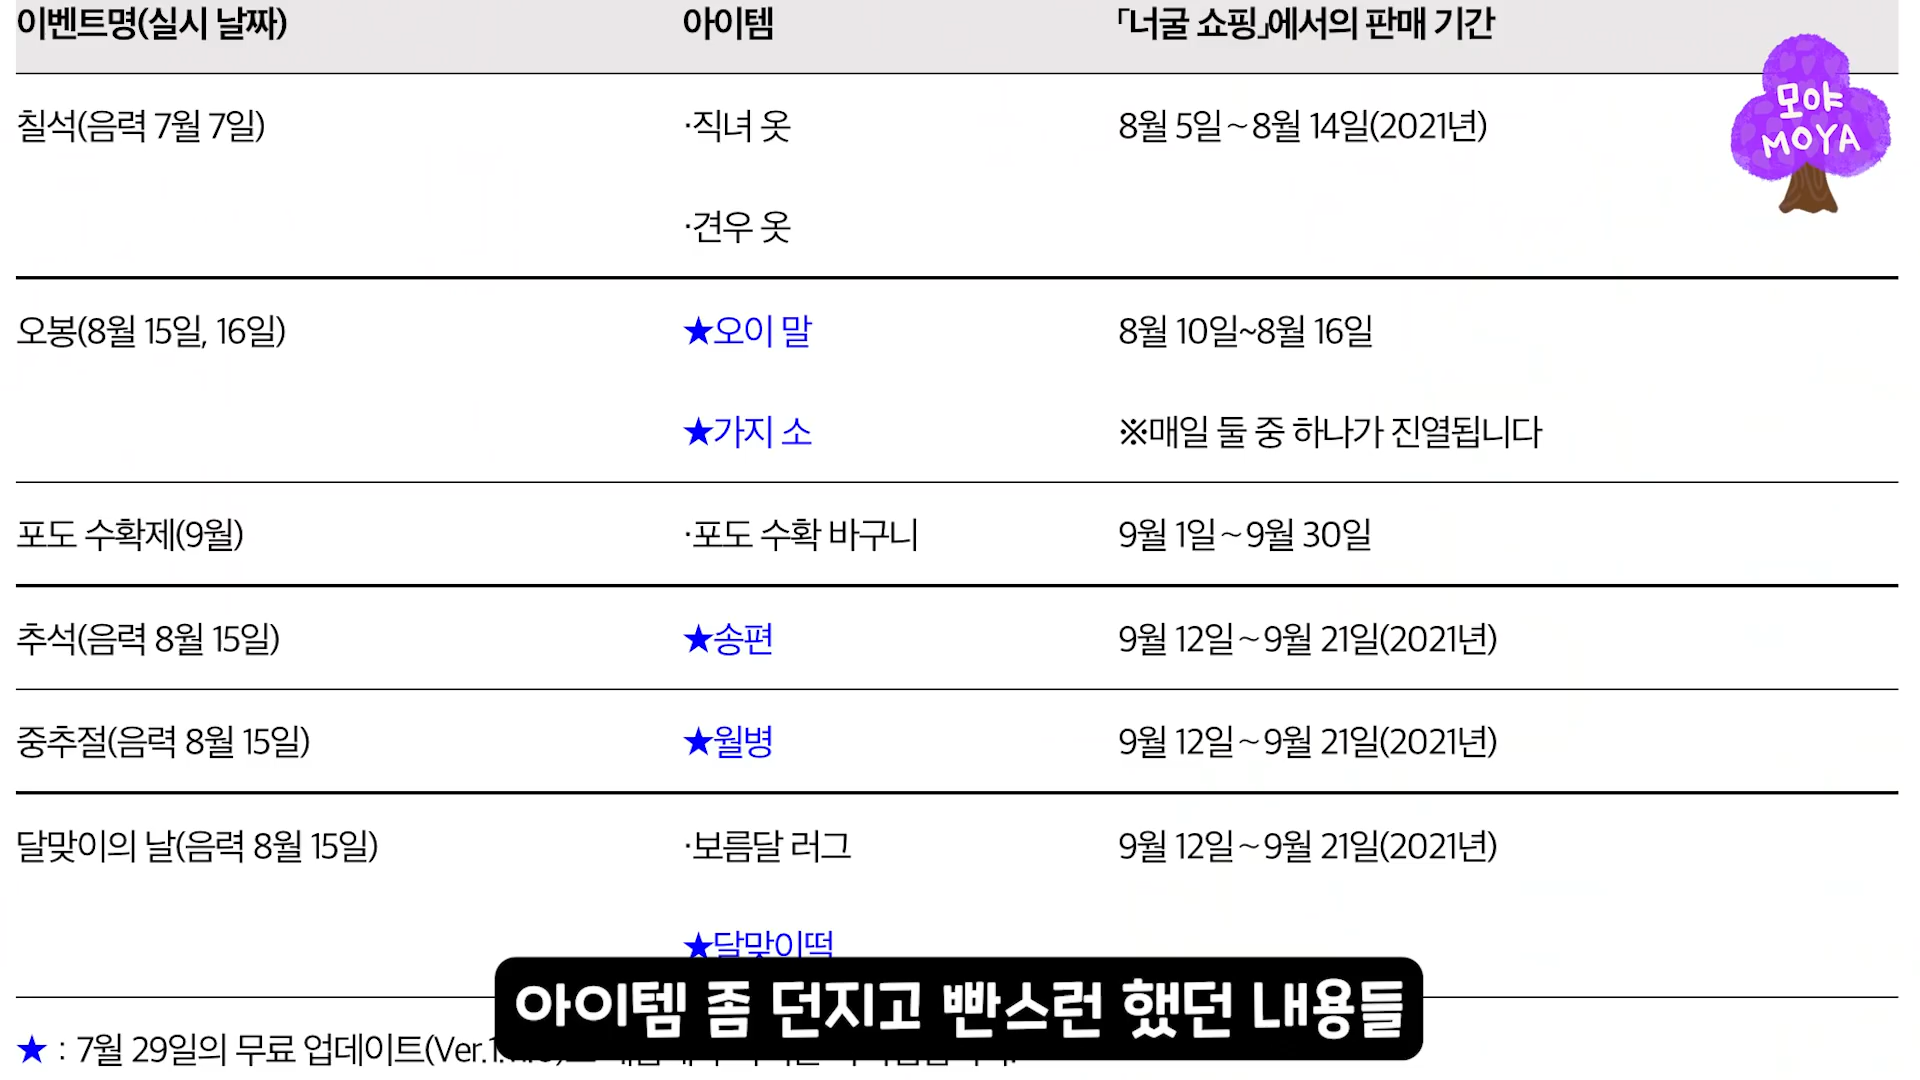 이벤트명(실시 날짜) 아이템 「너굴 쇼핑」에서의 판매 기간
모야
MOYA
칠석(음력 7월 7일) ·직녀 옷 8월 5일~8월 14일(2021년)
·견우 옷
오봉(8월 15일, 16일) ★오이 말 8월 10일~8월 16일
★가지 소 ※매일 둘 중 하나가 진열됩니다
포도 수확제(9월) ·포도 수확 바구니 9월 1일~9월 30일
추석(음력 8월 15일) ★송편 9월 12일~9월 21일(2021년)
중추절(음력 8월 15일) ★월병 9월 12일~9월 21일(2021년)
달맞이의 날(음력 8월 15일) ·보름달 러그 9월 12일~9월 21일(2021년)
★달맞이떡
아이템 좀 던지고 빤스런 했던 내용들
★ : 7월 29일의 무료 업데이트(Ver.1